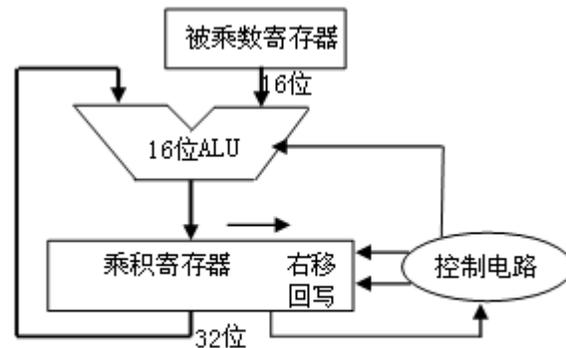 被乘数寄存器
16位
16位ALU
乘积寄存器
右移
回写
控制电路
32位